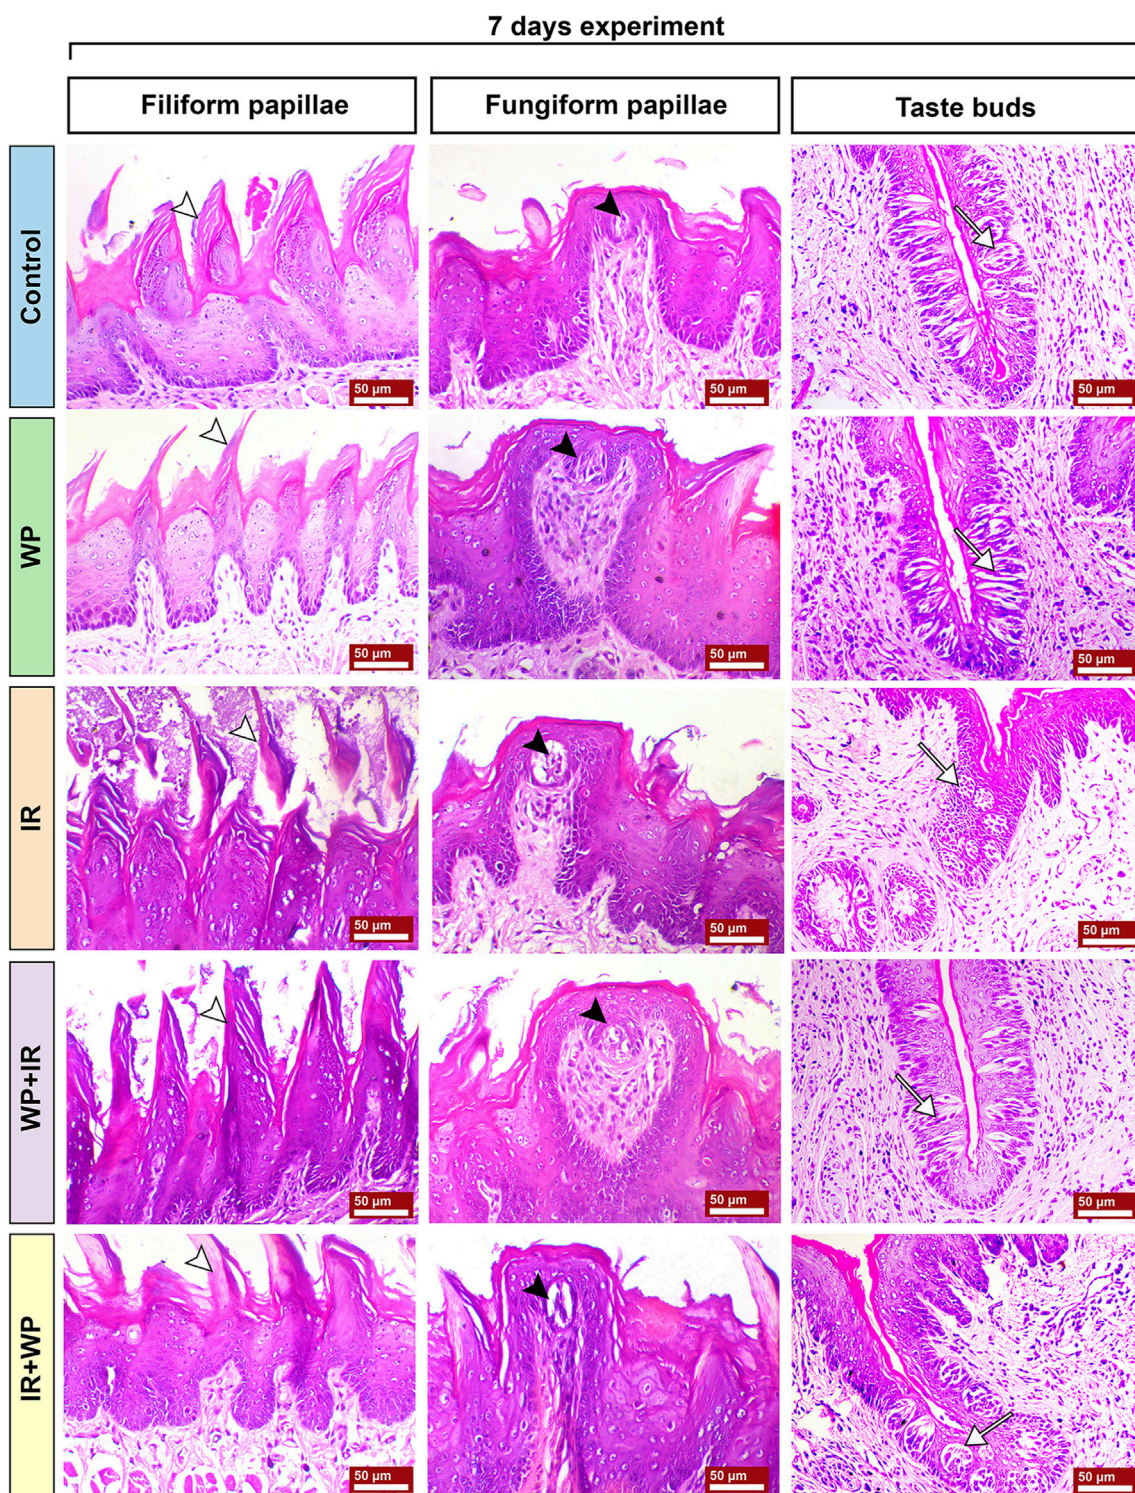 7 days experiment
Filiform papillae
Fungiform papillae
Taste buds
Control
50 µm
50 µm
50 µm
WP
50 µm
50 µm
50 µm
IR
50 µm
50 µm
50 µm
WP+IR
50 µm
50 µm
50 µm
IR+WP
50 µm
50 µm
50 µm